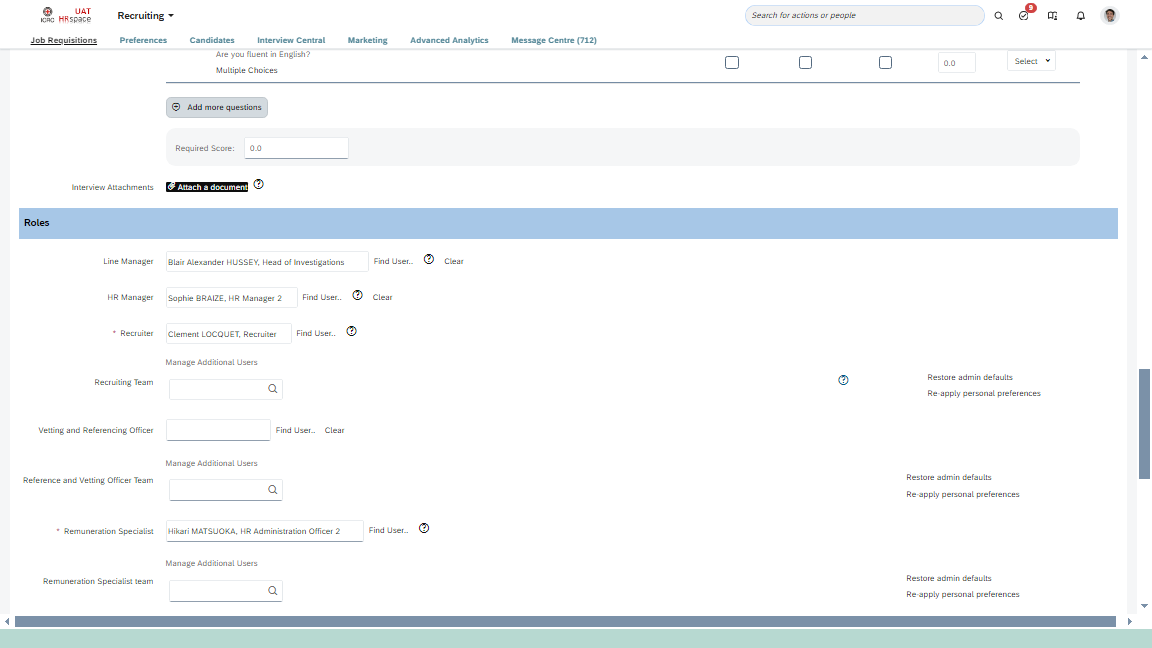 ICRC HRspace UAT
Recruiting
Search for actions or people
9
Job Requisitions Preferences Candidates Interview Central Marketing Advanced Analytics Message Centre (712)
Are you fluent in English?
Multiple Choices
0.0
Select
Add more questions
Required Score: 0.0
Interview Attachments Attach a document ?
Roles
Line Manager Blair Alexander HUSSEY, Head of Investigations Find User.. ? Clear
HR Manager Sophie BRAIZE, HR Manager 2 Find User.. ? Clear
* Recruiter Clement LOCQUET, Recruiter Find User.. ?
Manage Additional Users
Recruiting Team ? Restore admin defaults
Re-apply personal preferences
Vetting and Referencing Officer Find User.. Clear
Manage Additional Users
Reference and Vetting Officer Team Restore admin defaults
Re-apply personal preferences
* Remuneration Specialist Hikari MATSUOKA, HR Administration Officer 2 Find User.. ?
Manage Additional Users
Remuneration Specialist team Restore admin defaults
Re-apply personal preferences